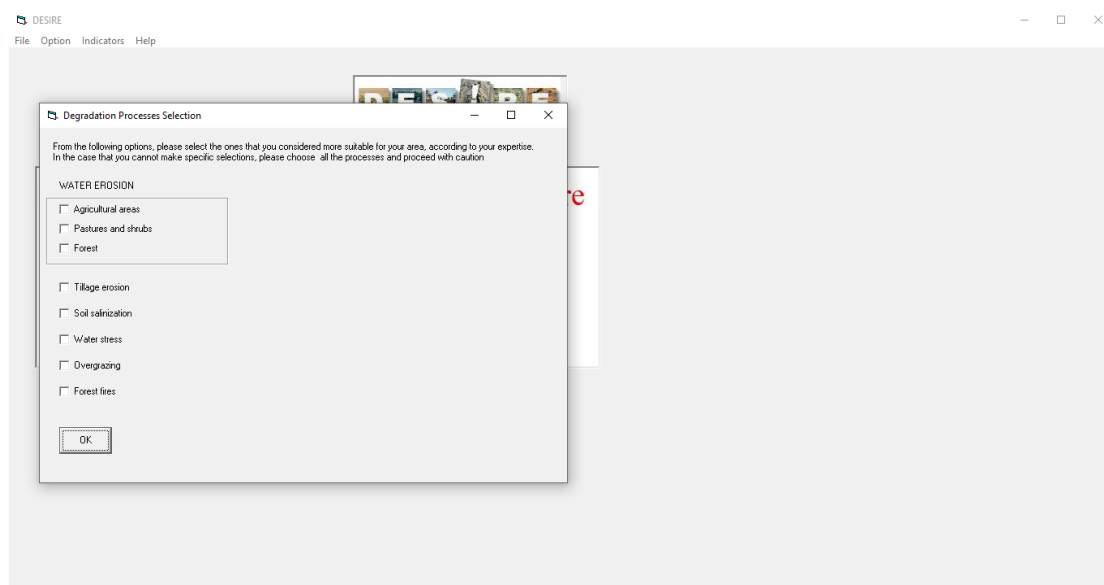 DESIRE
File Option Indicators Help
DES!RE
Degradation Processes Selection
From the following options, please select the ones that you considered more suitable for your area, according to your expertise.
In the case that you cannot make specific selections, please choose all the processes and proceed with caution
WATER EROSION
re
Agricultural areas
Pastures and shrubs
Forest
Tillage erosion
Soil salinization
Water stress
Overgrazing
Forest fires
OK